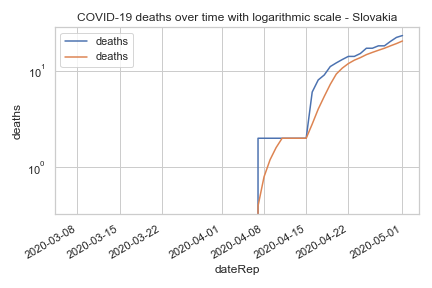 COVID-19 deaths over time with logarithmic scale - Slovakia
deaths
deaths
10¹
10⁰
deaths
2020-03-08
2020-03-15
2020-03-22
2020-04-01
2020-04-08
2020-04-15
2020-04-22
2020-05-01
dateRep